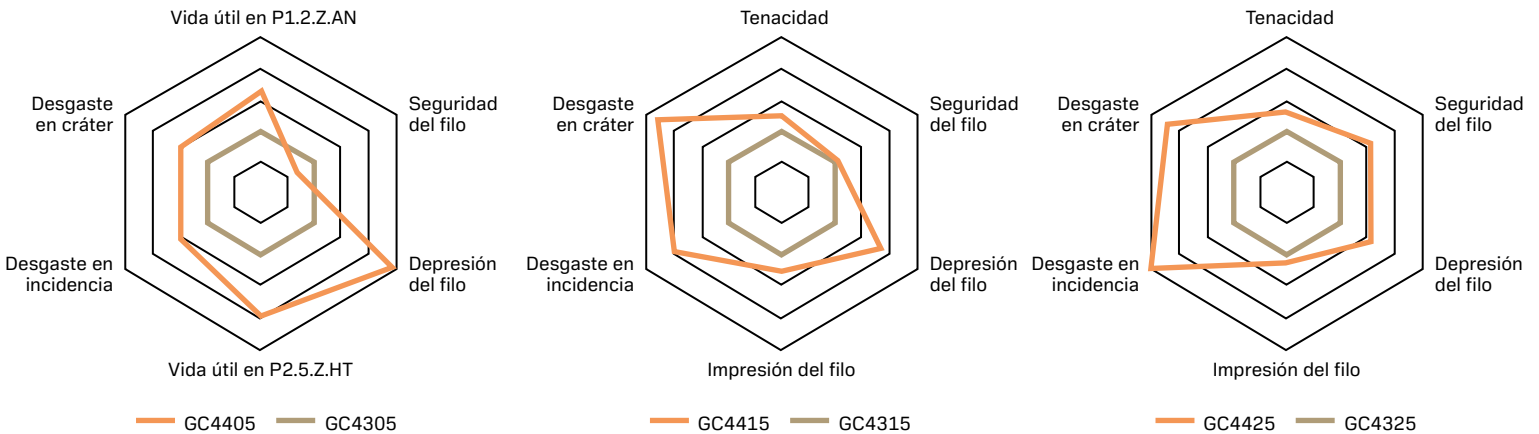 Vida útil en P1.2.Z.AN
Desgaste
en cráter
Seguridad
del filo
Desgaste en
incidencia
Depresión
del filo
Vida útil en P2.5.Z.HT
GC4405
GC4305
Tenacidad
Desgaste
en cráter
Seguridad
del filo
Desgaste en
incidencia
Depresión
del filo
Impresión del filo
GC4415
GC4315
Tenacidad
Desgaste
en cráter
Seguridad
del filo
Desgaste en
incidencia
Depresión
del filo
Impresión del filo
GC4425
GC4325